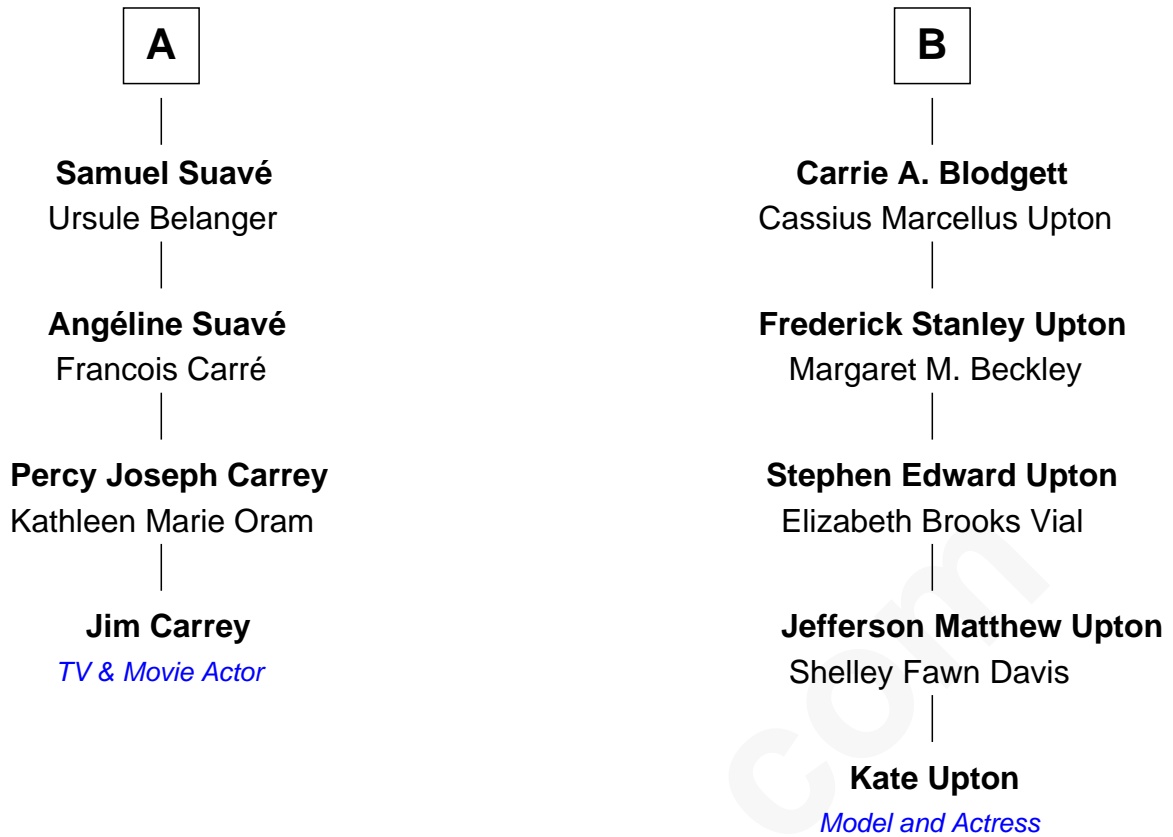 A
Samuel Suavé
Ursule Belanger
Angéline Suavé
Francois Carré
Percy Joseph Carrey
Kathleen Marie Oram
Jim Carrey
TV & Movie Actor
B
Carrie A. Blodgett
Cassius Marcellus Upton
Frederick Stanley Upton
Margaret M. Beckley
Stephen Edward Upton
Elizabeth Brooks Vial
Jefferson Matthew Upton
Shelley Fawn Davis
Kate Upton
Model and Actress
com